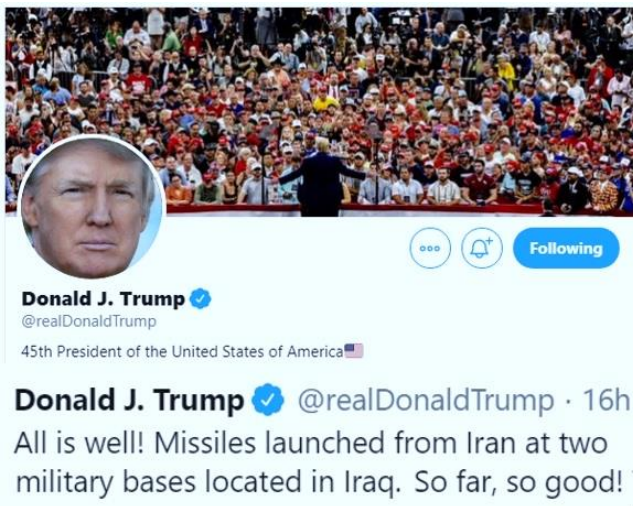 Following
Donald J. Trump
@realDonaldTrump
45th President of the United States of America
Donald J. Trump @realDonaldTrump · 16h
All is well! Missiles launched from Iran at two
military bases located in Iraq. So far, so good!